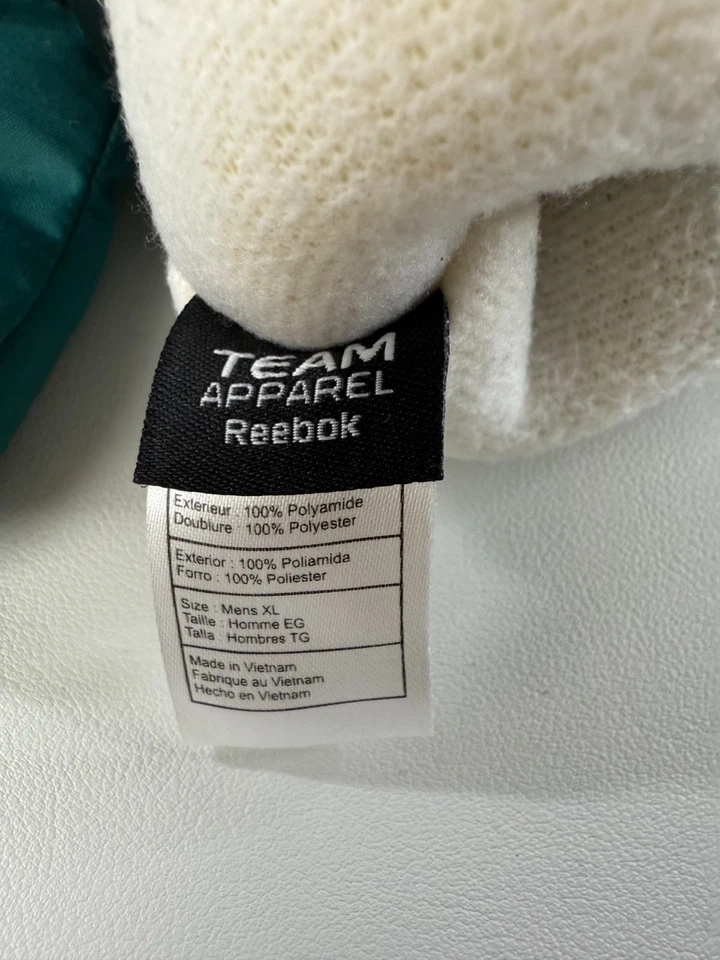 TEAM
APPAREL
Reebok
Exterieur : 100% Polyamide
Doublure : 100% Polyester
Exterior : 100% Poliamida
Forro : 100% Poliester
Size : Mens XL
Taille : Homme EG
Talla : Hombres TG
Made in Vietnam
Fabrique au Vietnam
Hecho en Vietnam